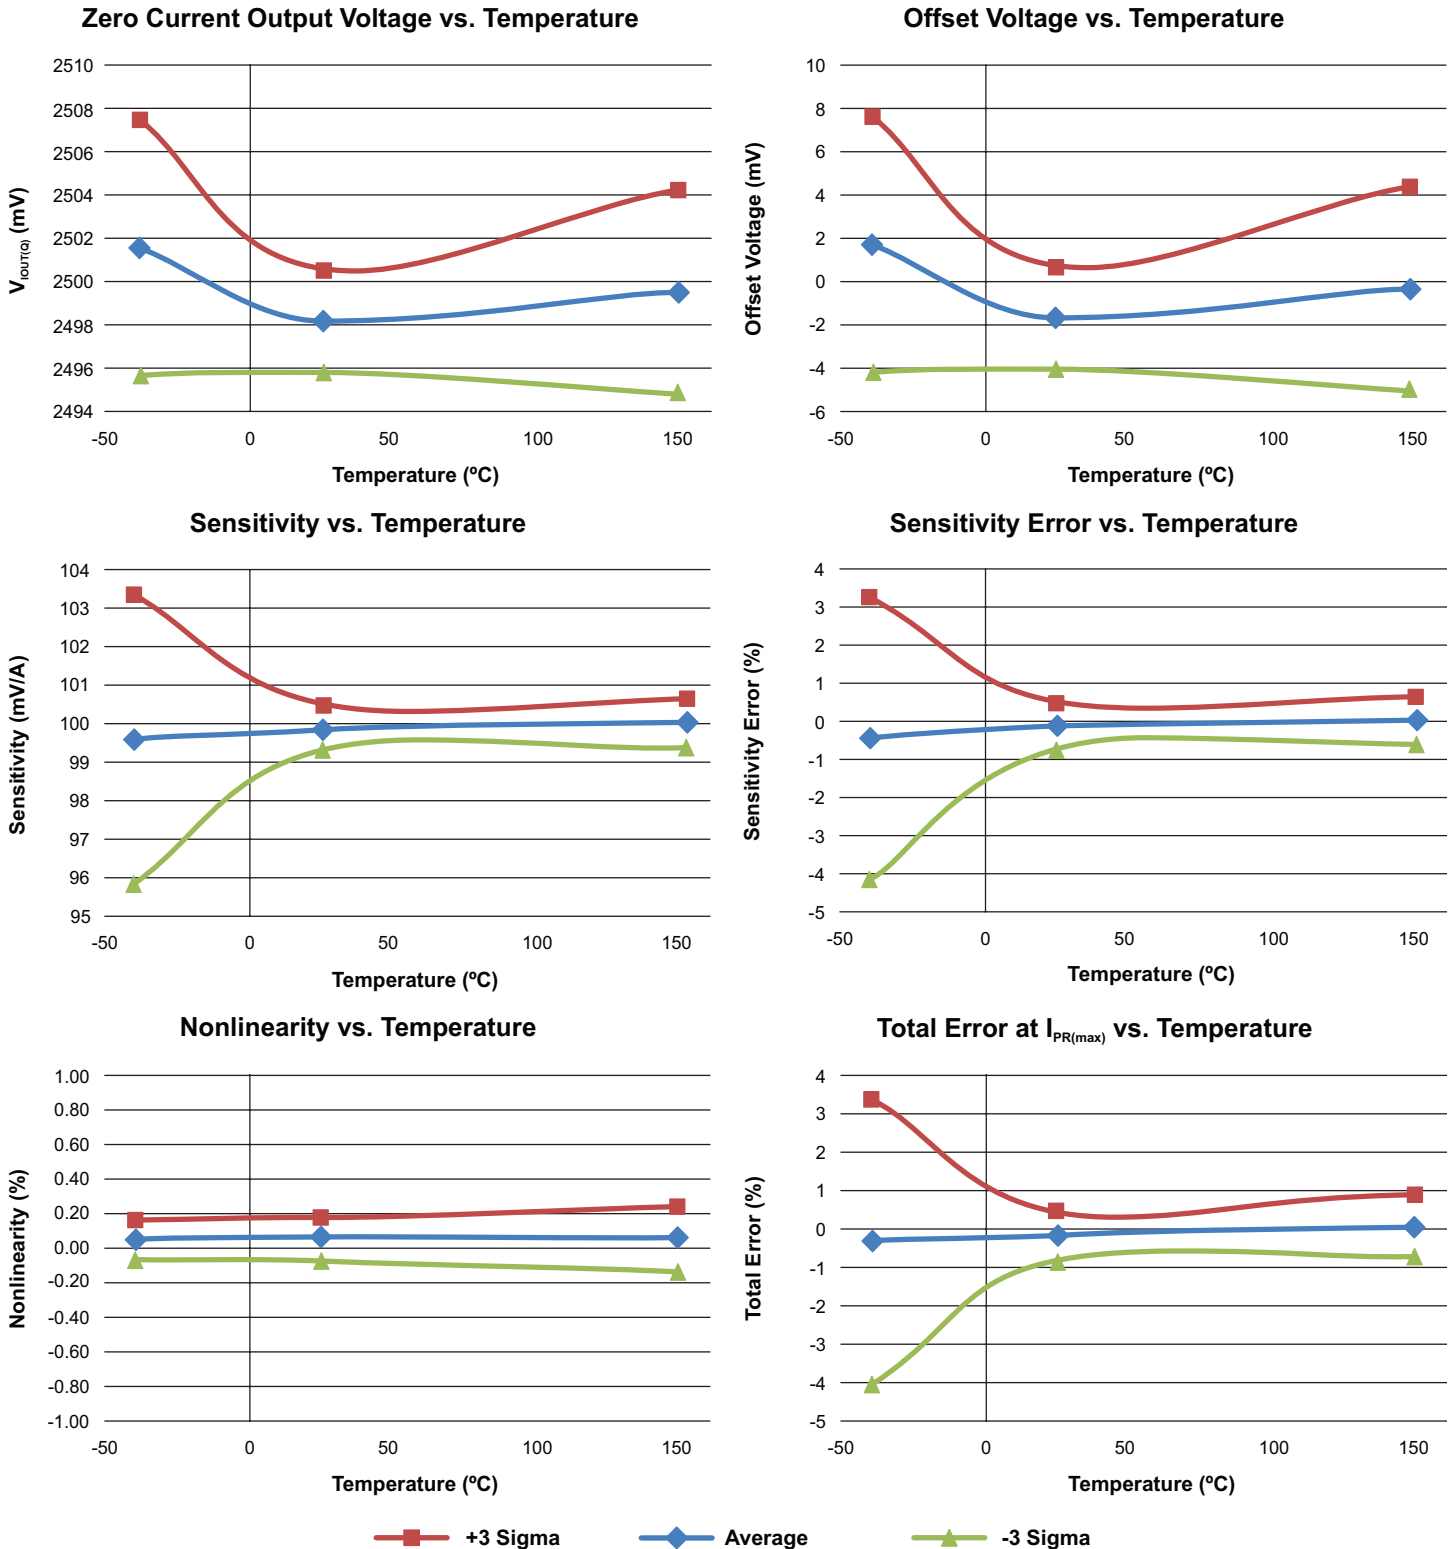 Zero Current Output Voltage vs. Temperature
2510
2508
2506
2504
2502
2500
2498
2496
2494
-50 0 50 100 150
VIOUT(Q) (mV)
Temperature (ºC)
Offset Voltage vs. Temperature
10
8
6
4
2
0
-2
-4
-6
-50 0 50 100 150
Offset Voltage (mV)
Temperature (ºC)
Sensitivity vs. Temperature
104
103
102
101
100
99
98
97
96
95
-50 0 50 100 150
Sensitivity (mV/A)
Temperature (ºC)
Sensitivity Error vs. Temperature
4
3
2
1
0
-1
-2
-3
-4
-5
-50 0 50 100 150
Sensitivity Error (%)
Temperature (ºC)
Nonlinearity vs. Temperature
1.00
0.80
0.60
0.40
0.20
0.00
-0.20
-0.40
-0.60
-0.80
-1.00
-50 0 50 100 150
Nonlinearity (%)
Temperature (ºC)
Total Error at IPR(max) vs. Temperature
4
3
2
1
0
-1
-2
-3
-4
-5
-50 0 50 100 150
Total Error (%)
Temperature (ºC)
+3 Sigma Average -3 Sigma